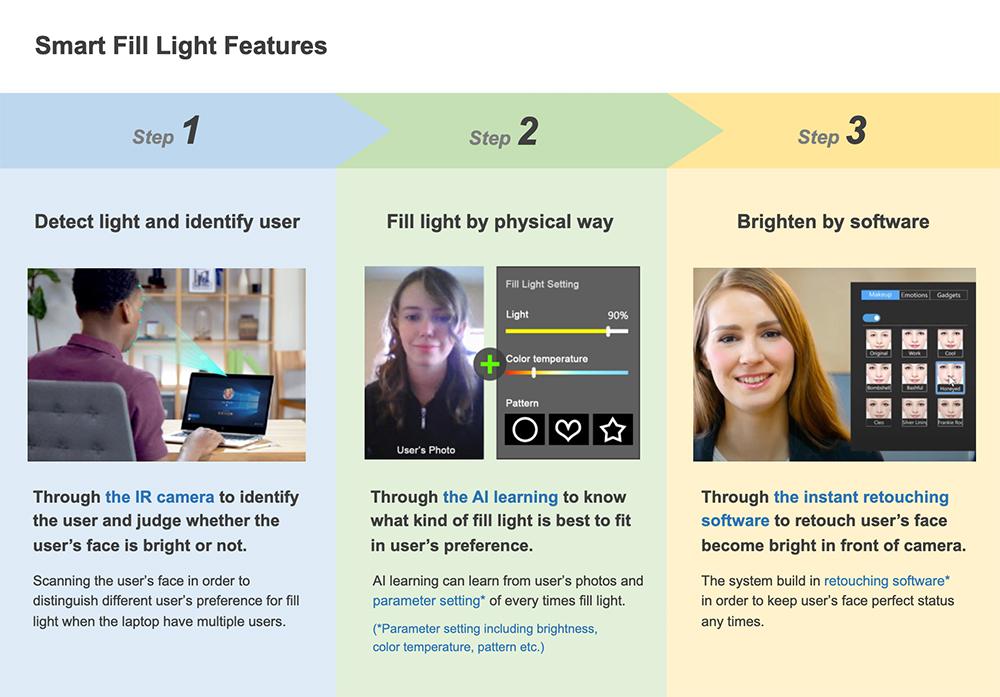 Smart Fill Light Features
Step 1
Step 2
Step 3
Detect light and identify user
Fill light by physical way
User's Photo
Fill Light Setting
Light 90%
Color temperature
Pattern
Brighten by software
Makeup Emotions Gadgets
Original Work Cool
Bombshell Bashful Honeyed
Cleo Silver Lining Frankie Roc
Through the IR camera to identify
the user and judge whether the
user's face is bright or not.
Scanning the user's face in order to
distinguish different user's preference for fill
light when the laptop have multiple users.
Through the AI learning to know
what kind of fill light is best to fit
in user's preference.
AI learning can learn from user's photos and
parameter setting* of every times fill light.
(*Parameter setting including brightness,
color temperature, pattern etc.)
Through the instant retouching
software to retouch user's face
become bright in front of camera.
The system build in retouching software*
in order to keep user's face perfect status
any times.